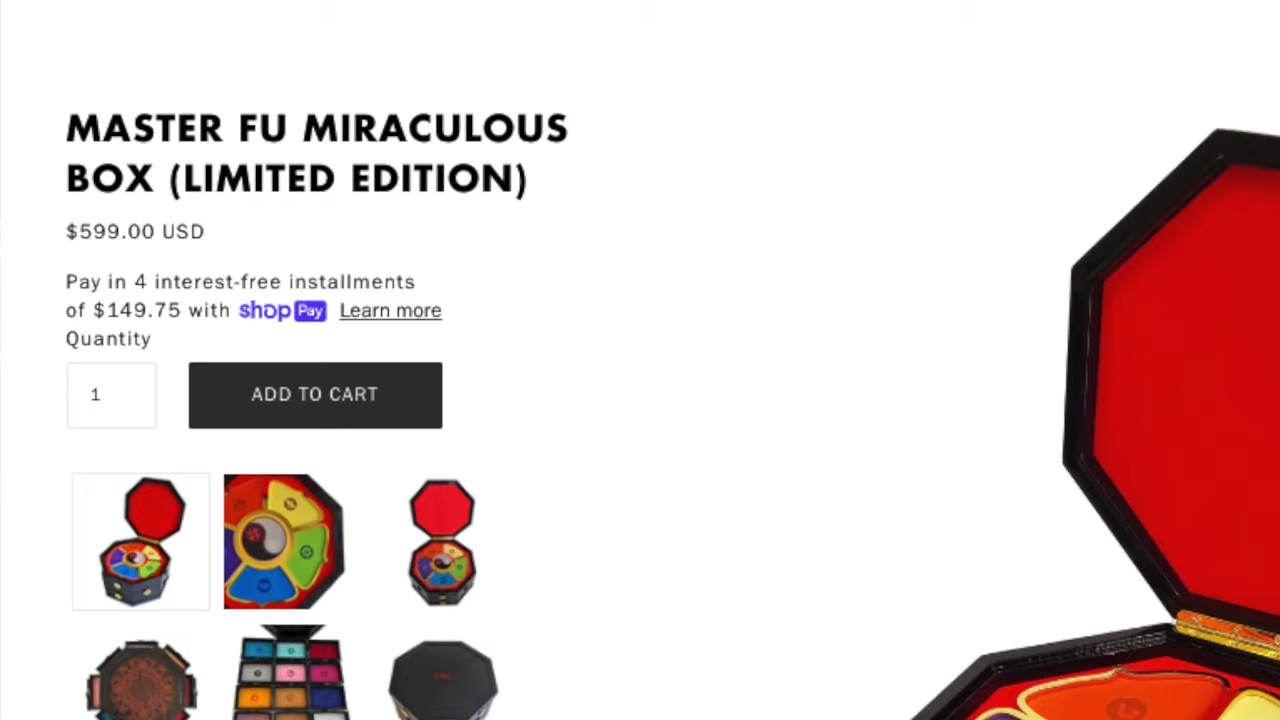 MASTER FU MIRACULOUS
BOX (LIMITED EDITION)
$599.00 USD
Pay in 4 interest-free installments
of $149.75 with shop Pay Learn more
Quantity
1 ADD TO CART